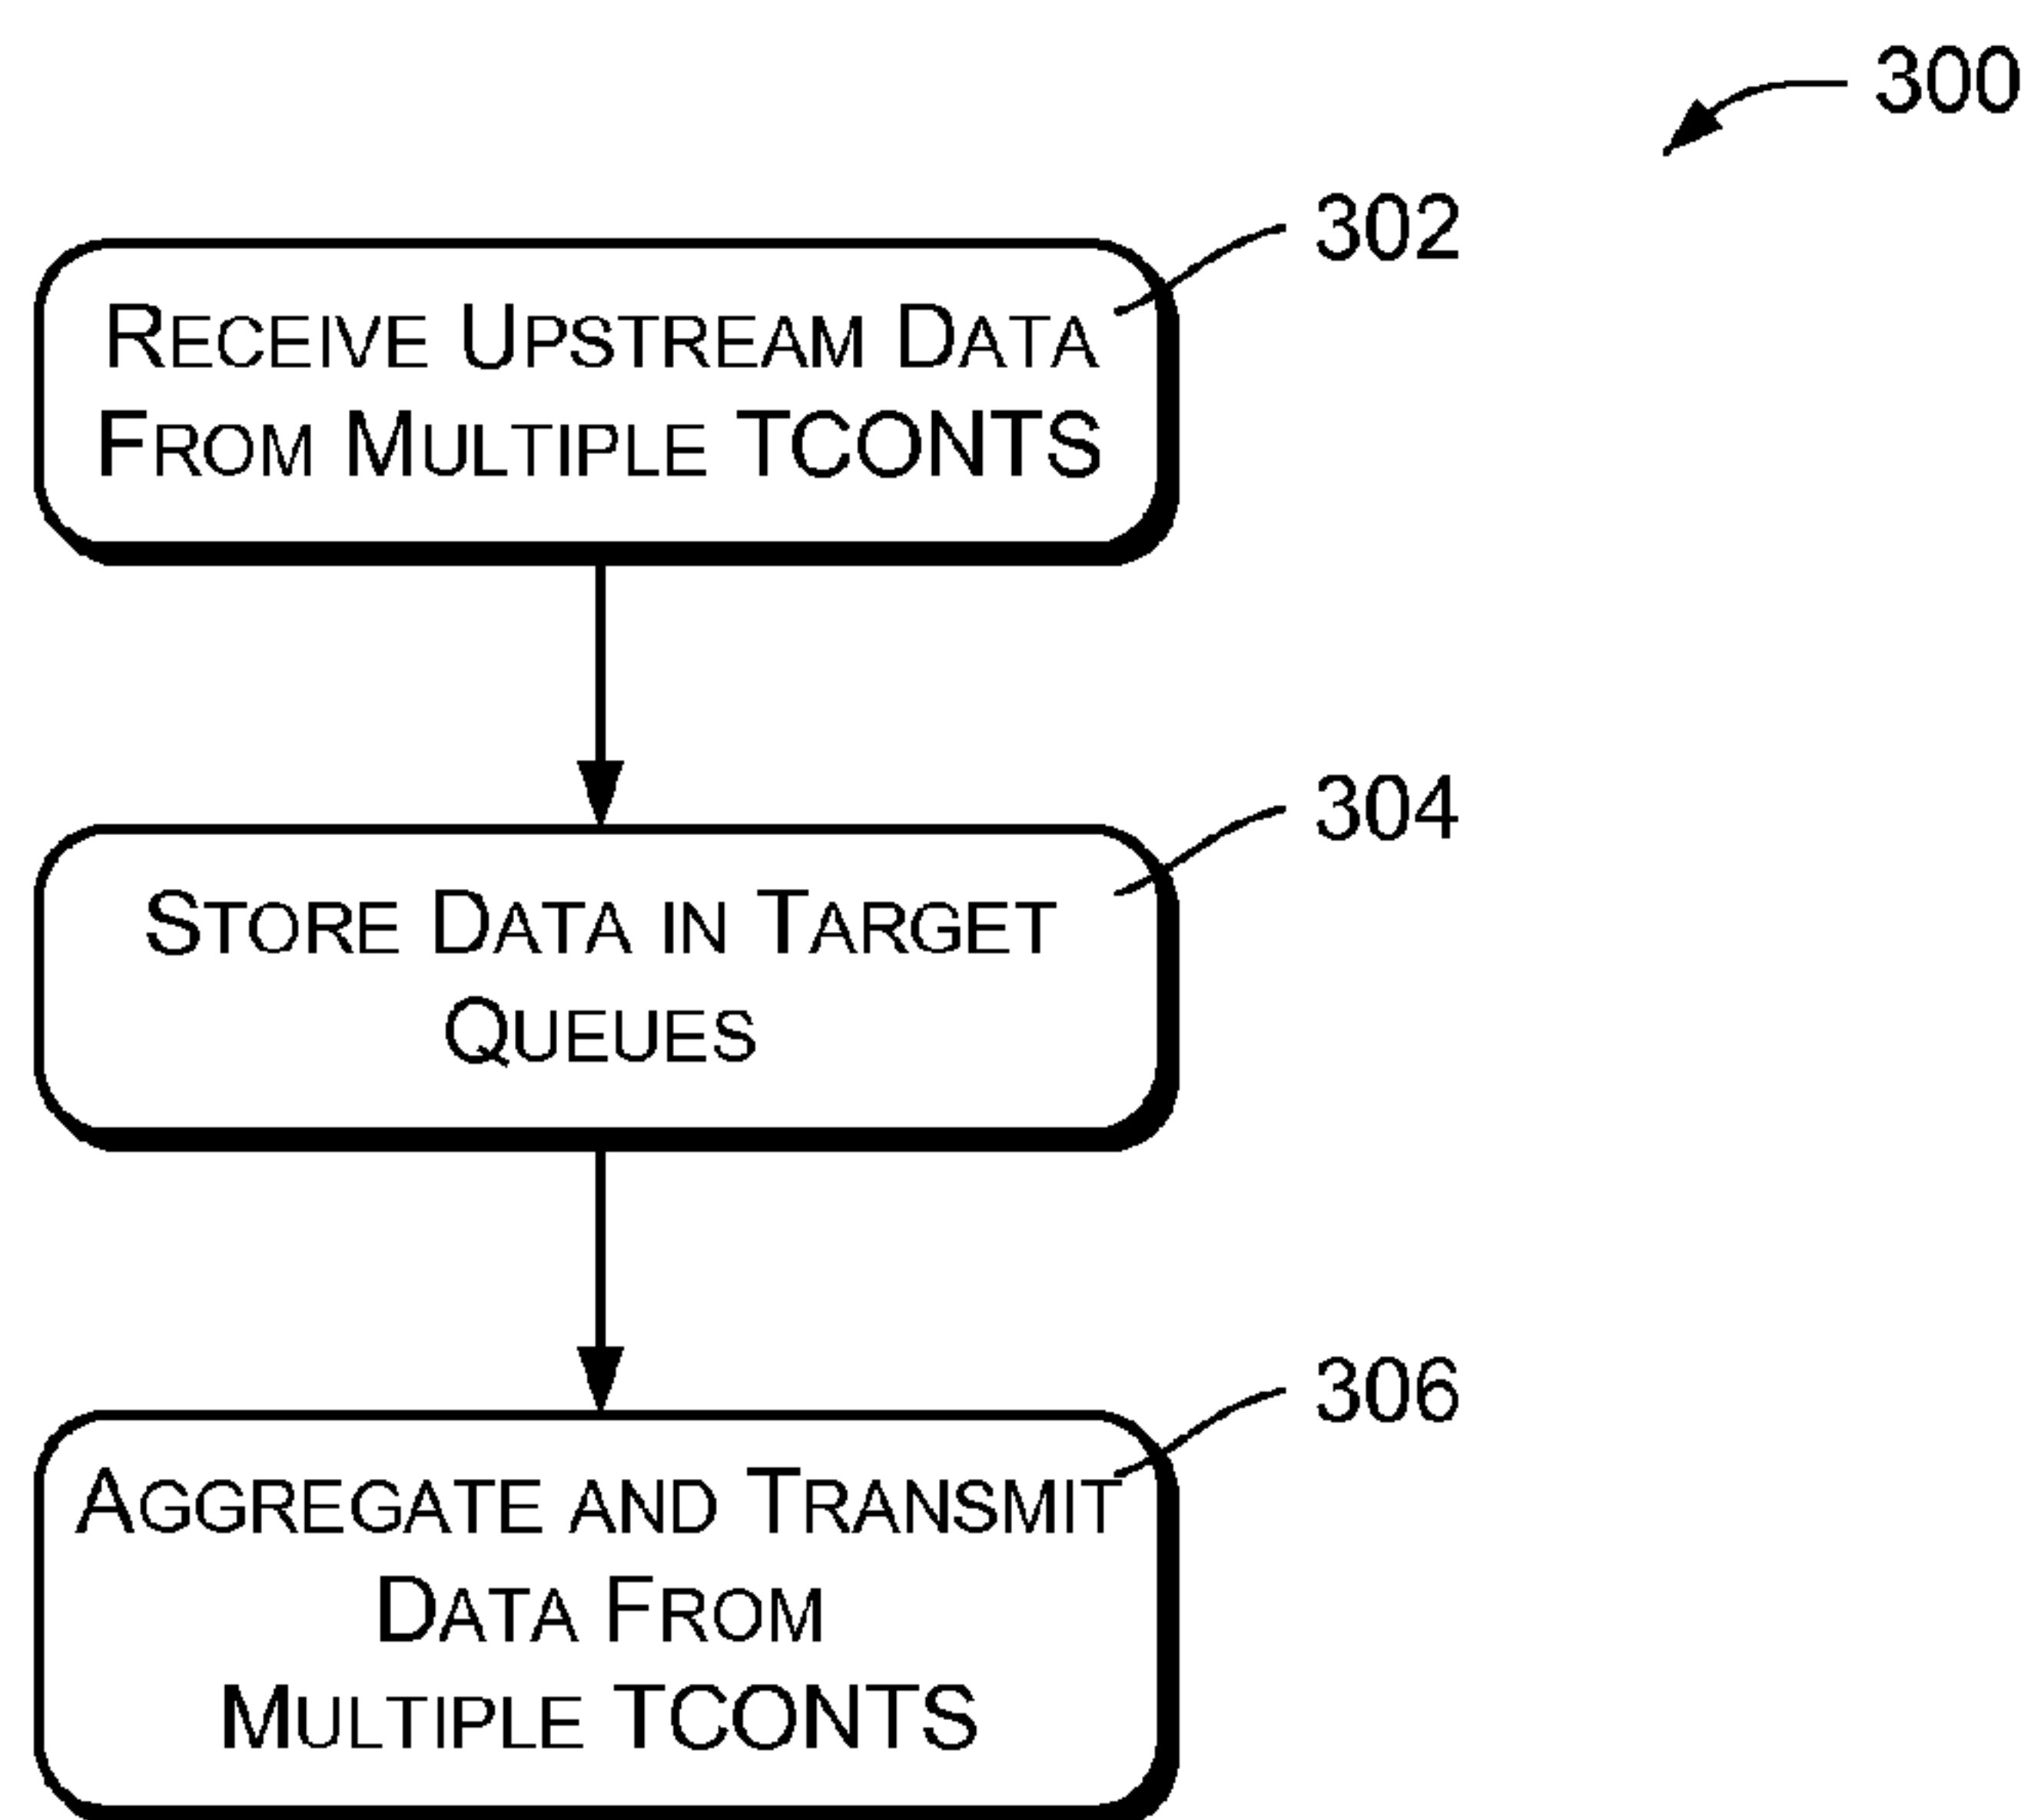 300
302
RECEIVE UPSTREAM DATA
FROM MULTIPLE TCONTS
304
STORE DATA IN TARGET
QUEUES
306
AGGREGATE AND TRANSMIT
DATA FROM
MULTIPLE TCONTS